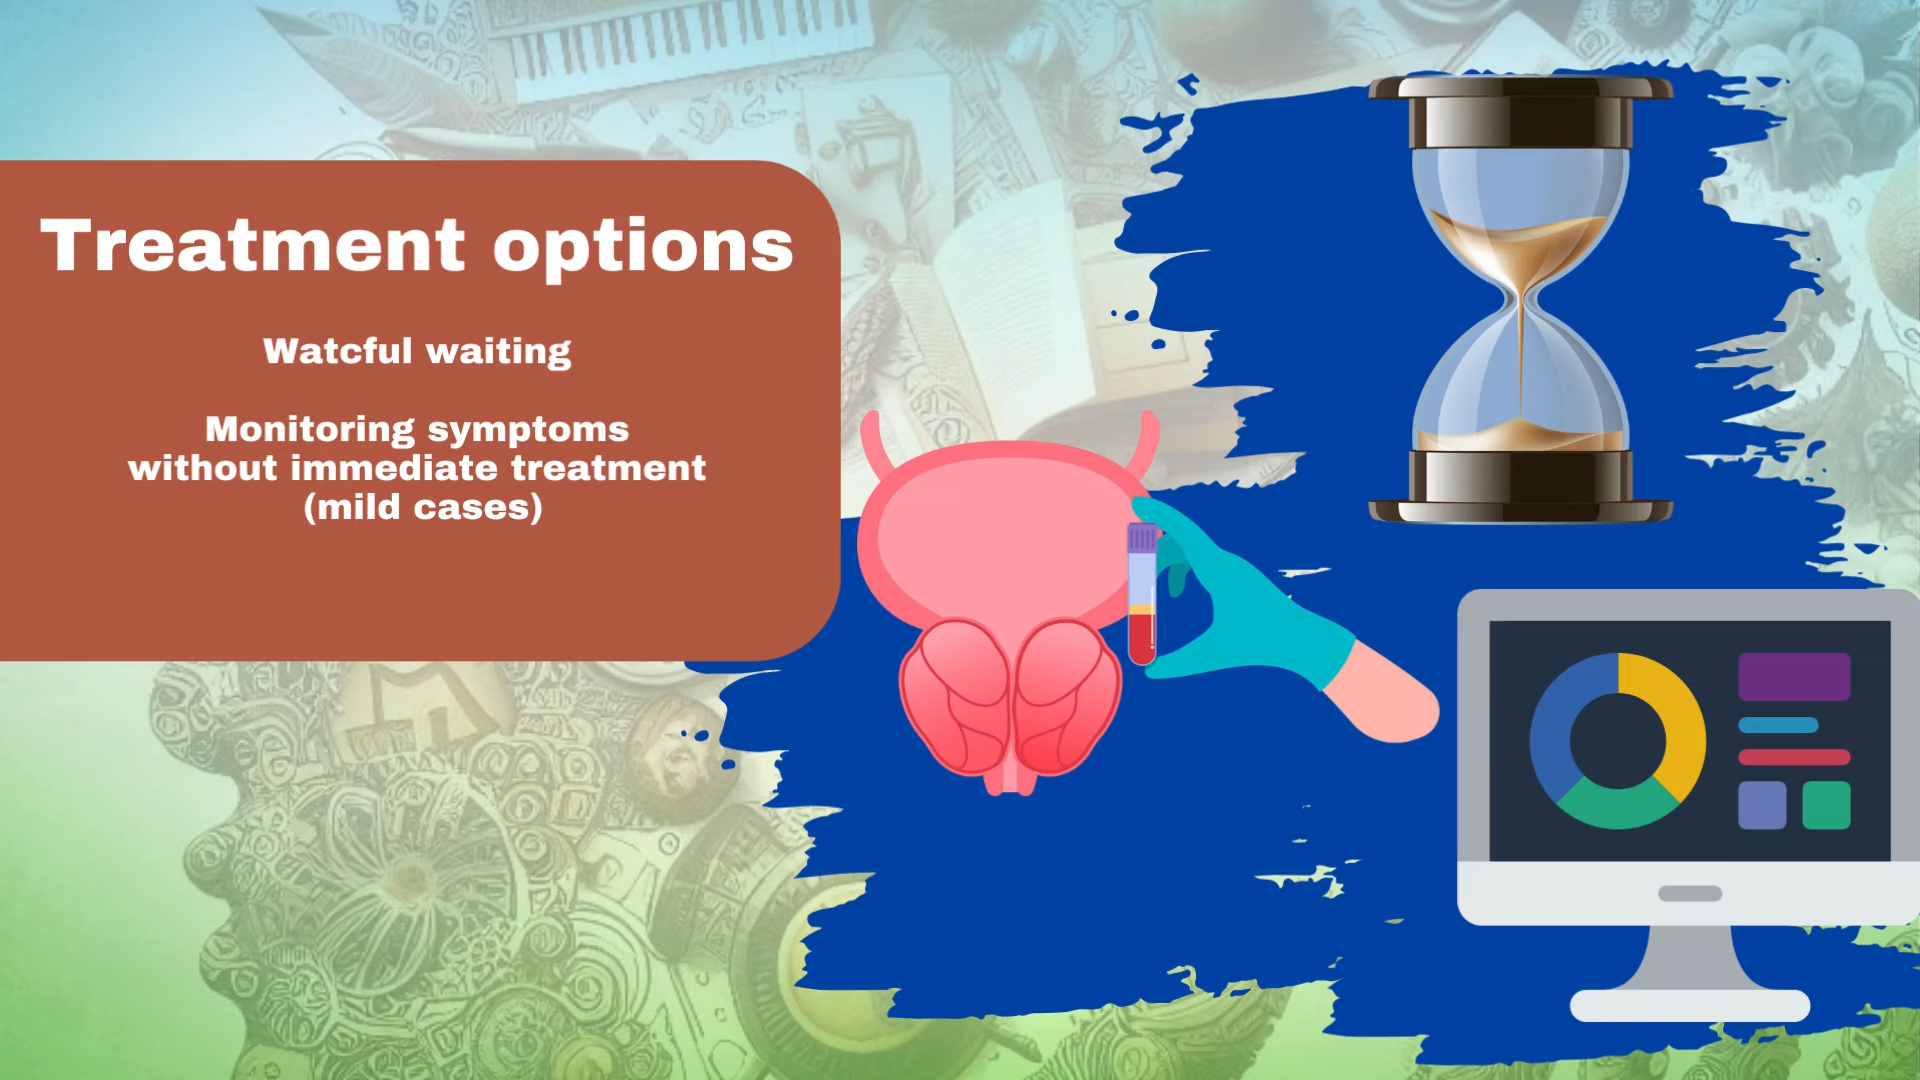 Treatment options
Watcful waiting
Monitoring symptoms
without immediate treatment
(mild cases)